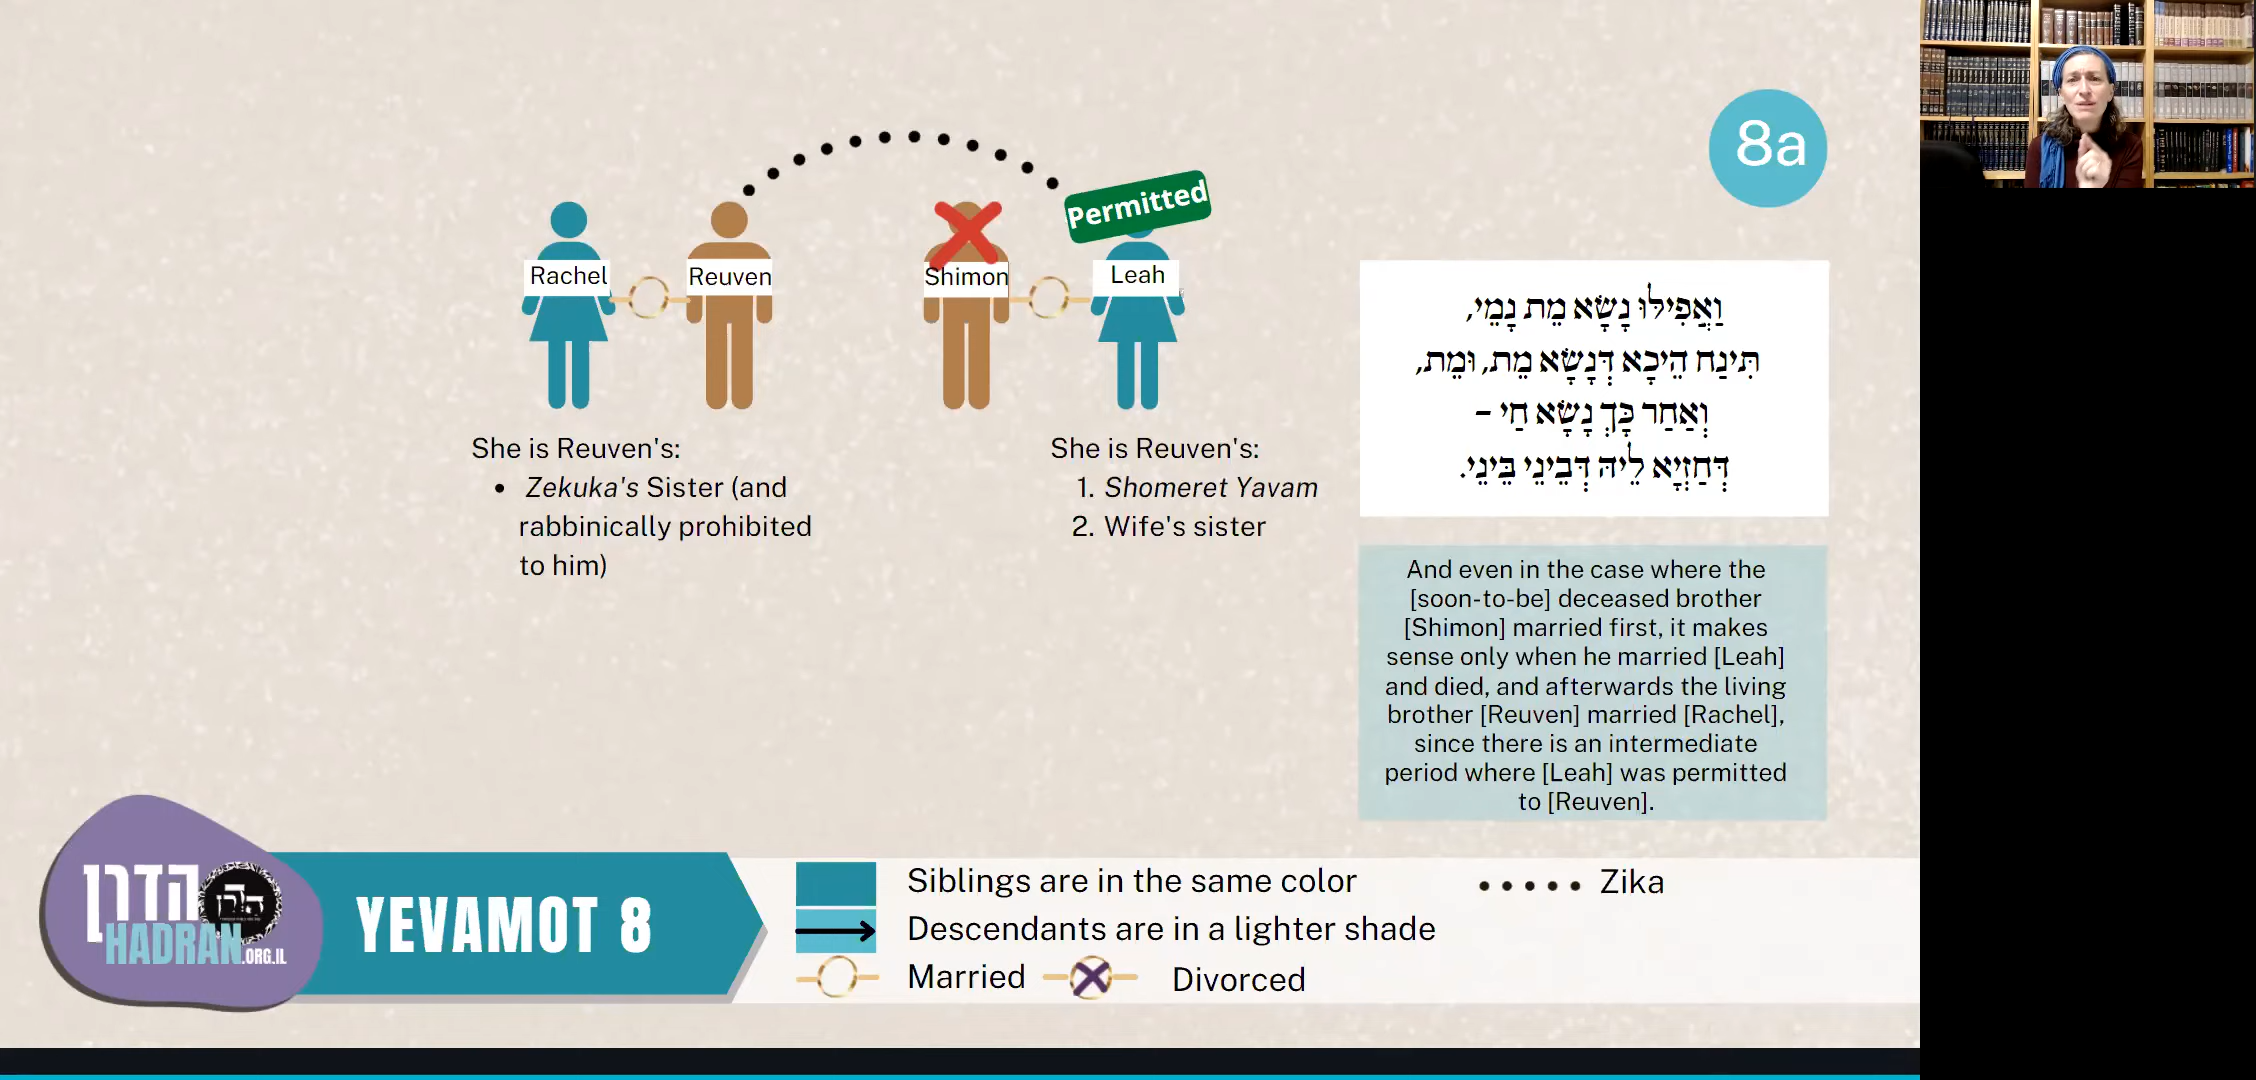 8a
Permitted
Rachel
Reuven
Shimon
Leah
She is Reuven's:
• Zekuka's Sister (and
rabbinically prohibited
to him)
She is Reuven's:
1. Shomeret Yavam
2. Wife's sister
וַאֲפִילּוּ נָשָׂא מֵת נָמֵי,
תִּינַח הֵיכָא דְּנָשָׂא מֵת, וּמֵת,
וְאַחַר כָּךְ נָשָׂא חַי –
דְּחַזְיָא לֵיהּ דְּבֵינֵי בֵּינֵי.
And even in the case where the
[soon-to-be] deceased brother
[Shimon] married first, it makes
sense only when he married [Leah]
and died, and afterwards the living
brother [Reuven] married [Rachel],
since there is an intermediate
period where [Leah] was permitted
to [Reuven].
הדרן
HADRAN.ORG.IL
YEVAMOT 8
Siblings are in the same color
Descendants are in a lighter shade
Married
Divorced
Zika